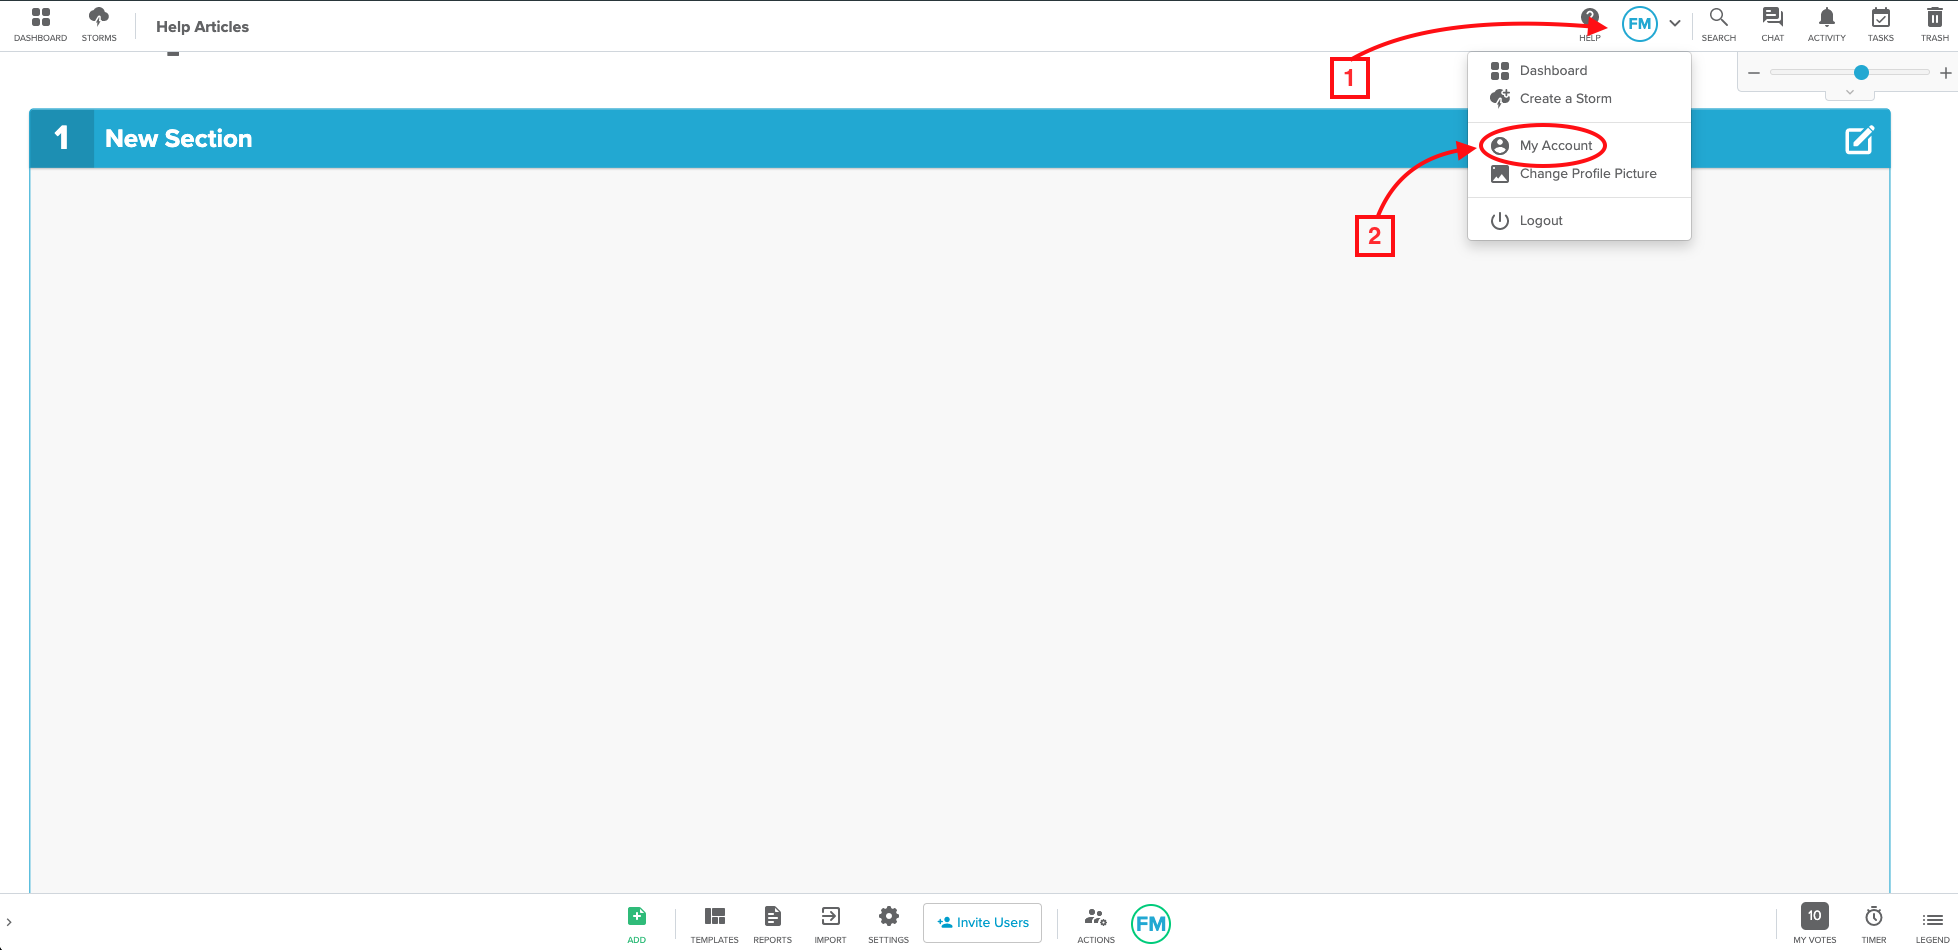 DASHBOARD
STORMS
Help Articles
HELP
FM
SEARCH
CHAT
ACTIVITY
TASKS
TRASH
1
Dashboard
Create a Storm
My Account
Change Profile Picture
Logout
2
1
New Section
ADD
TEMPLATES
REPORTS
IMPORT
SETTINGS
Invite Users
ACTIONS
FM
10
MY VOTES
TIMER
LEGEND